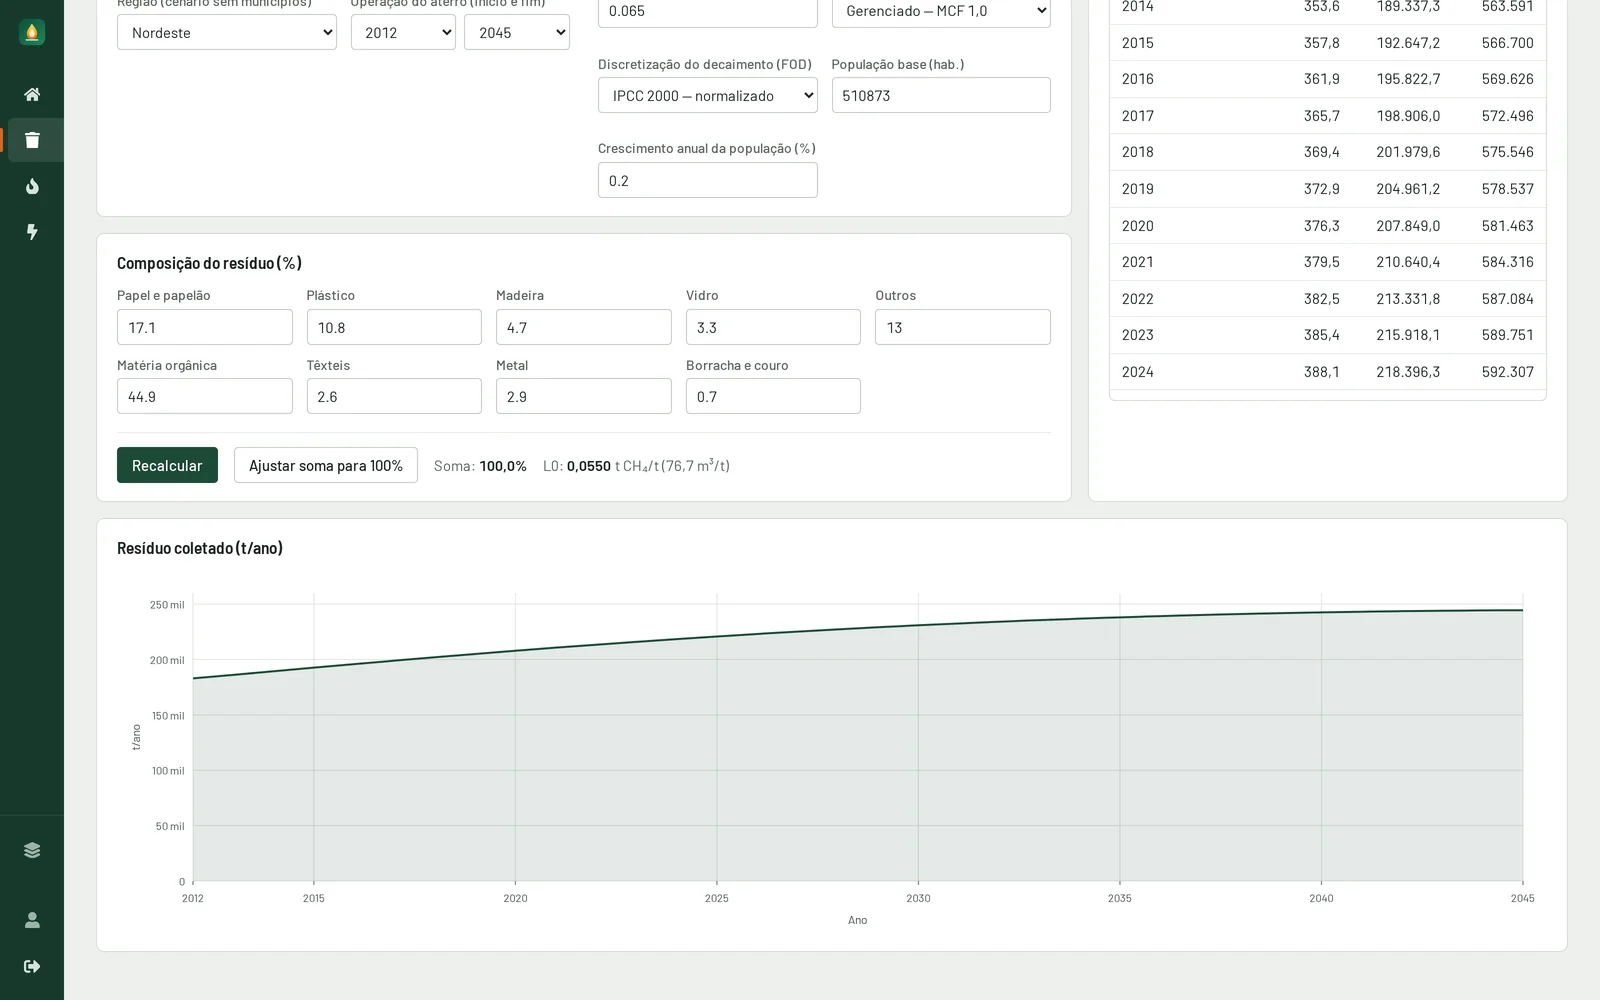 Região (cenário sem municípios)
Operação do aterro (início e fim)
Nordeste
2012
2045
0.065
Gerenciado — MCF 1,0
Discretização do decaimento (FOD)
População base (hab.)
IPCC 2000 — normalizado
510873
Crescimento anual da população (%)
0.2
2014 353,6 189.337,3 563.591
2015 357,8 192.647,2 566.700
2016 361,9 195.822,7 569.626
2017 365,7 198.906,0 572.496
2018 369,4 201.979,6 575.546
2019 372,9 204.961,2 578.537
2020 376,3 207.849,0 581.463
2021 379,5 210.640,4 584.316
2022 382,5 213.331,8 587.084
2023 385,4 215.918,1 589.751
2024 388,1 218.396,3 592.307
Composição do resíduo (%)
Papel e papelão Plástico Madeira Vidro Outros
17.1 10.8 4.7 3.3 13
Matéria orgânica Têxteis Metal Borracha e couro
44.9 2.6 2.9 0.7
Recalcular Ajustar soma para 100% Soma: 100,0% L0: 0,0550 t CH₄/t (76,7 m³/t)
Resíduo coletado (t/ano)
250 mil
200 mil
150 mil
100 mil
50 mil
0
t/ano
2012 2015 2020 2025 2030 2035 2040 2045
Ano